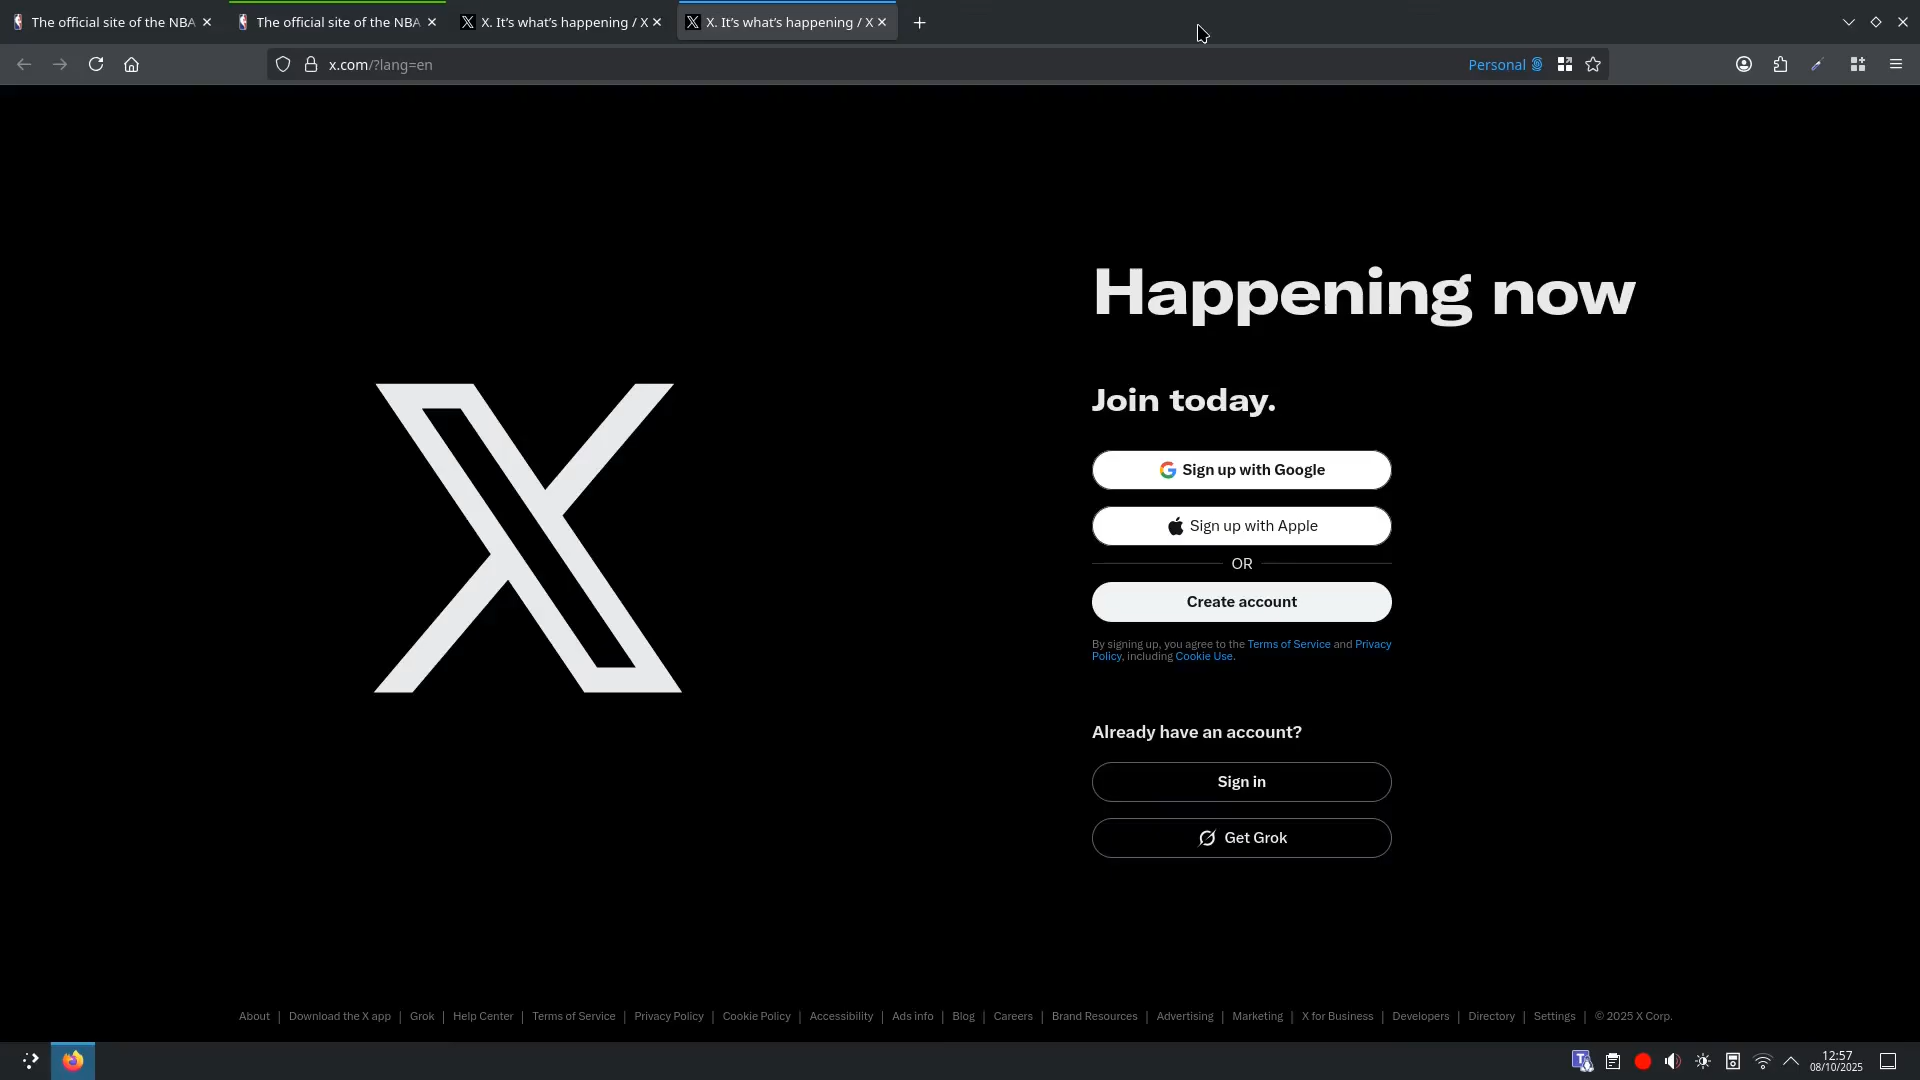 The official site of the NBA
The official site of the NBA
X. It's what's happening / X
X. It's what's happening / X
x.com/?lang=en
Personal
Happening now
Join today.
Sign up with Google
Sign up with Apple
OR
Create account
By signing up, you agree to the Terms of Service and Privacy
Policy, including Cookie Use.
Already have an account?
Sign in
Get Grok
About | Download the X app | Grok | Help Center | Terms of Service | Privacy Policy | Cookie Policy | Accessibility | Ads info | Blog | Careers | Brand Resources | Advertising | Marketing | X for Business | Developers | Directory | Settings | © 2025 X Corp.
12:57
08/10/2025